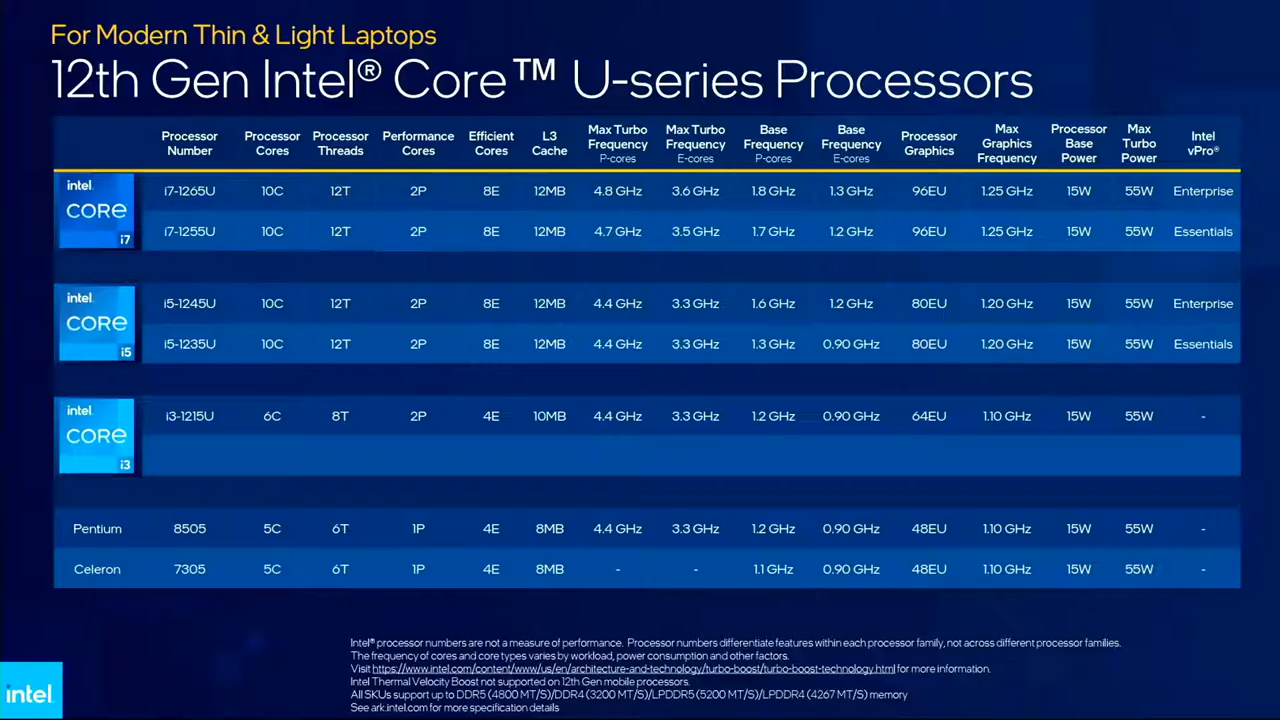 For Modern Thin & Light Laptops
12th Gen Intel® Core™ U-series Processors
Processor Number Processor Cores Processor Threads Performance Cores Efficient Cores L3 Cache Max Turbo Frequency P-cores Max Turbo Frequency E-cores Base Frequency P-cores Base Frequency E-cores Processor Graphics Max Graphics Frequency Processor Base Power Max Turbo Power Intel vPro®
intel. CORE i7
i7-1265U 10C 12T 2P 8E 12MB 4.8 GHz 3.6 GHz 1.8 GHz 1.3 GHz 96EU 1.25 GHz 15W 55W Enterprise
i7-1255U 10C 12T 2P 8E 12MB 4.7 GHz 3.5 GHz 1.7 GHz 1.2 GHz 96EU 1.25 GHz 15W 55W Essentials
intel. CORE i5
i5-1245U 10C 12T 2P 8E 12MB 4.4 GHz 3.3 GHz 1.6 GHz 1.2 GHz 80EU 1.20 GHz 15W 55W Enterprise
i5-1235U 10C 12T 2P 8E 12MB 4.4 GHz 3.3 GHz 1.3 GHz 0.90 GHz 80EU 1.20 GHz 15W 55W Essentials
intel. CORE i3
i3-1215U 6C 8T 2P 4E 10MB 4.4 GHz 3.3 GHz 1.2 GHz 0.90 GHz 64EU 1.10 GHz 15W 55W -
Pentium 8505 5C 6T 1P 4E 8MB 4.4 GHz 3.3 GHz 1.2 GHz 0.90 GHz 48EU 1.10 GHz 15W 55W -
Celeron 7305 5C 6T 1P 4E 8MB - - 1.1 GHz 0.90 GHz 48EU 1.10 GHz 15W 55W -
Intel® processor numbers are not a measure of performance. Processor numbers differentiate features within each processor family, not across different processor families.
The frequency of cores and core types varies by workload, power consumption and other factors.
Visit https://www.intel.com/content/www/us/en/architecture-and-technology/turbo-boost/turbo-boost-technology.html for more information.
Intel Thermal Velocity Boost not supported on 12th Gen mobile processors.
All SKUs support up to DDR5 (4800 MT/S)/DDR4 (3200 MT/S)/LPDDR5 (5200 MT/S)/LPDDR4 (4267 MT/S) memory
See ark.intel.com for more specification details
intel.